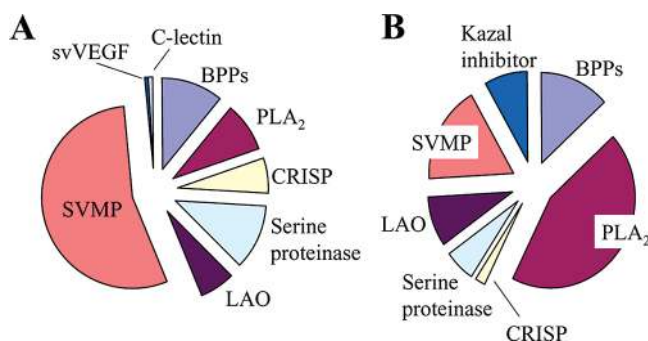 A
C-lectin
svVEGF
BPPs
PLA₂
CRISP
SVMP
Serine
proteinase
LAO
B
Kazal
inhibitor
BPPs
SVMP
PLA₂
LAO
Serine
proteinase
CRISP